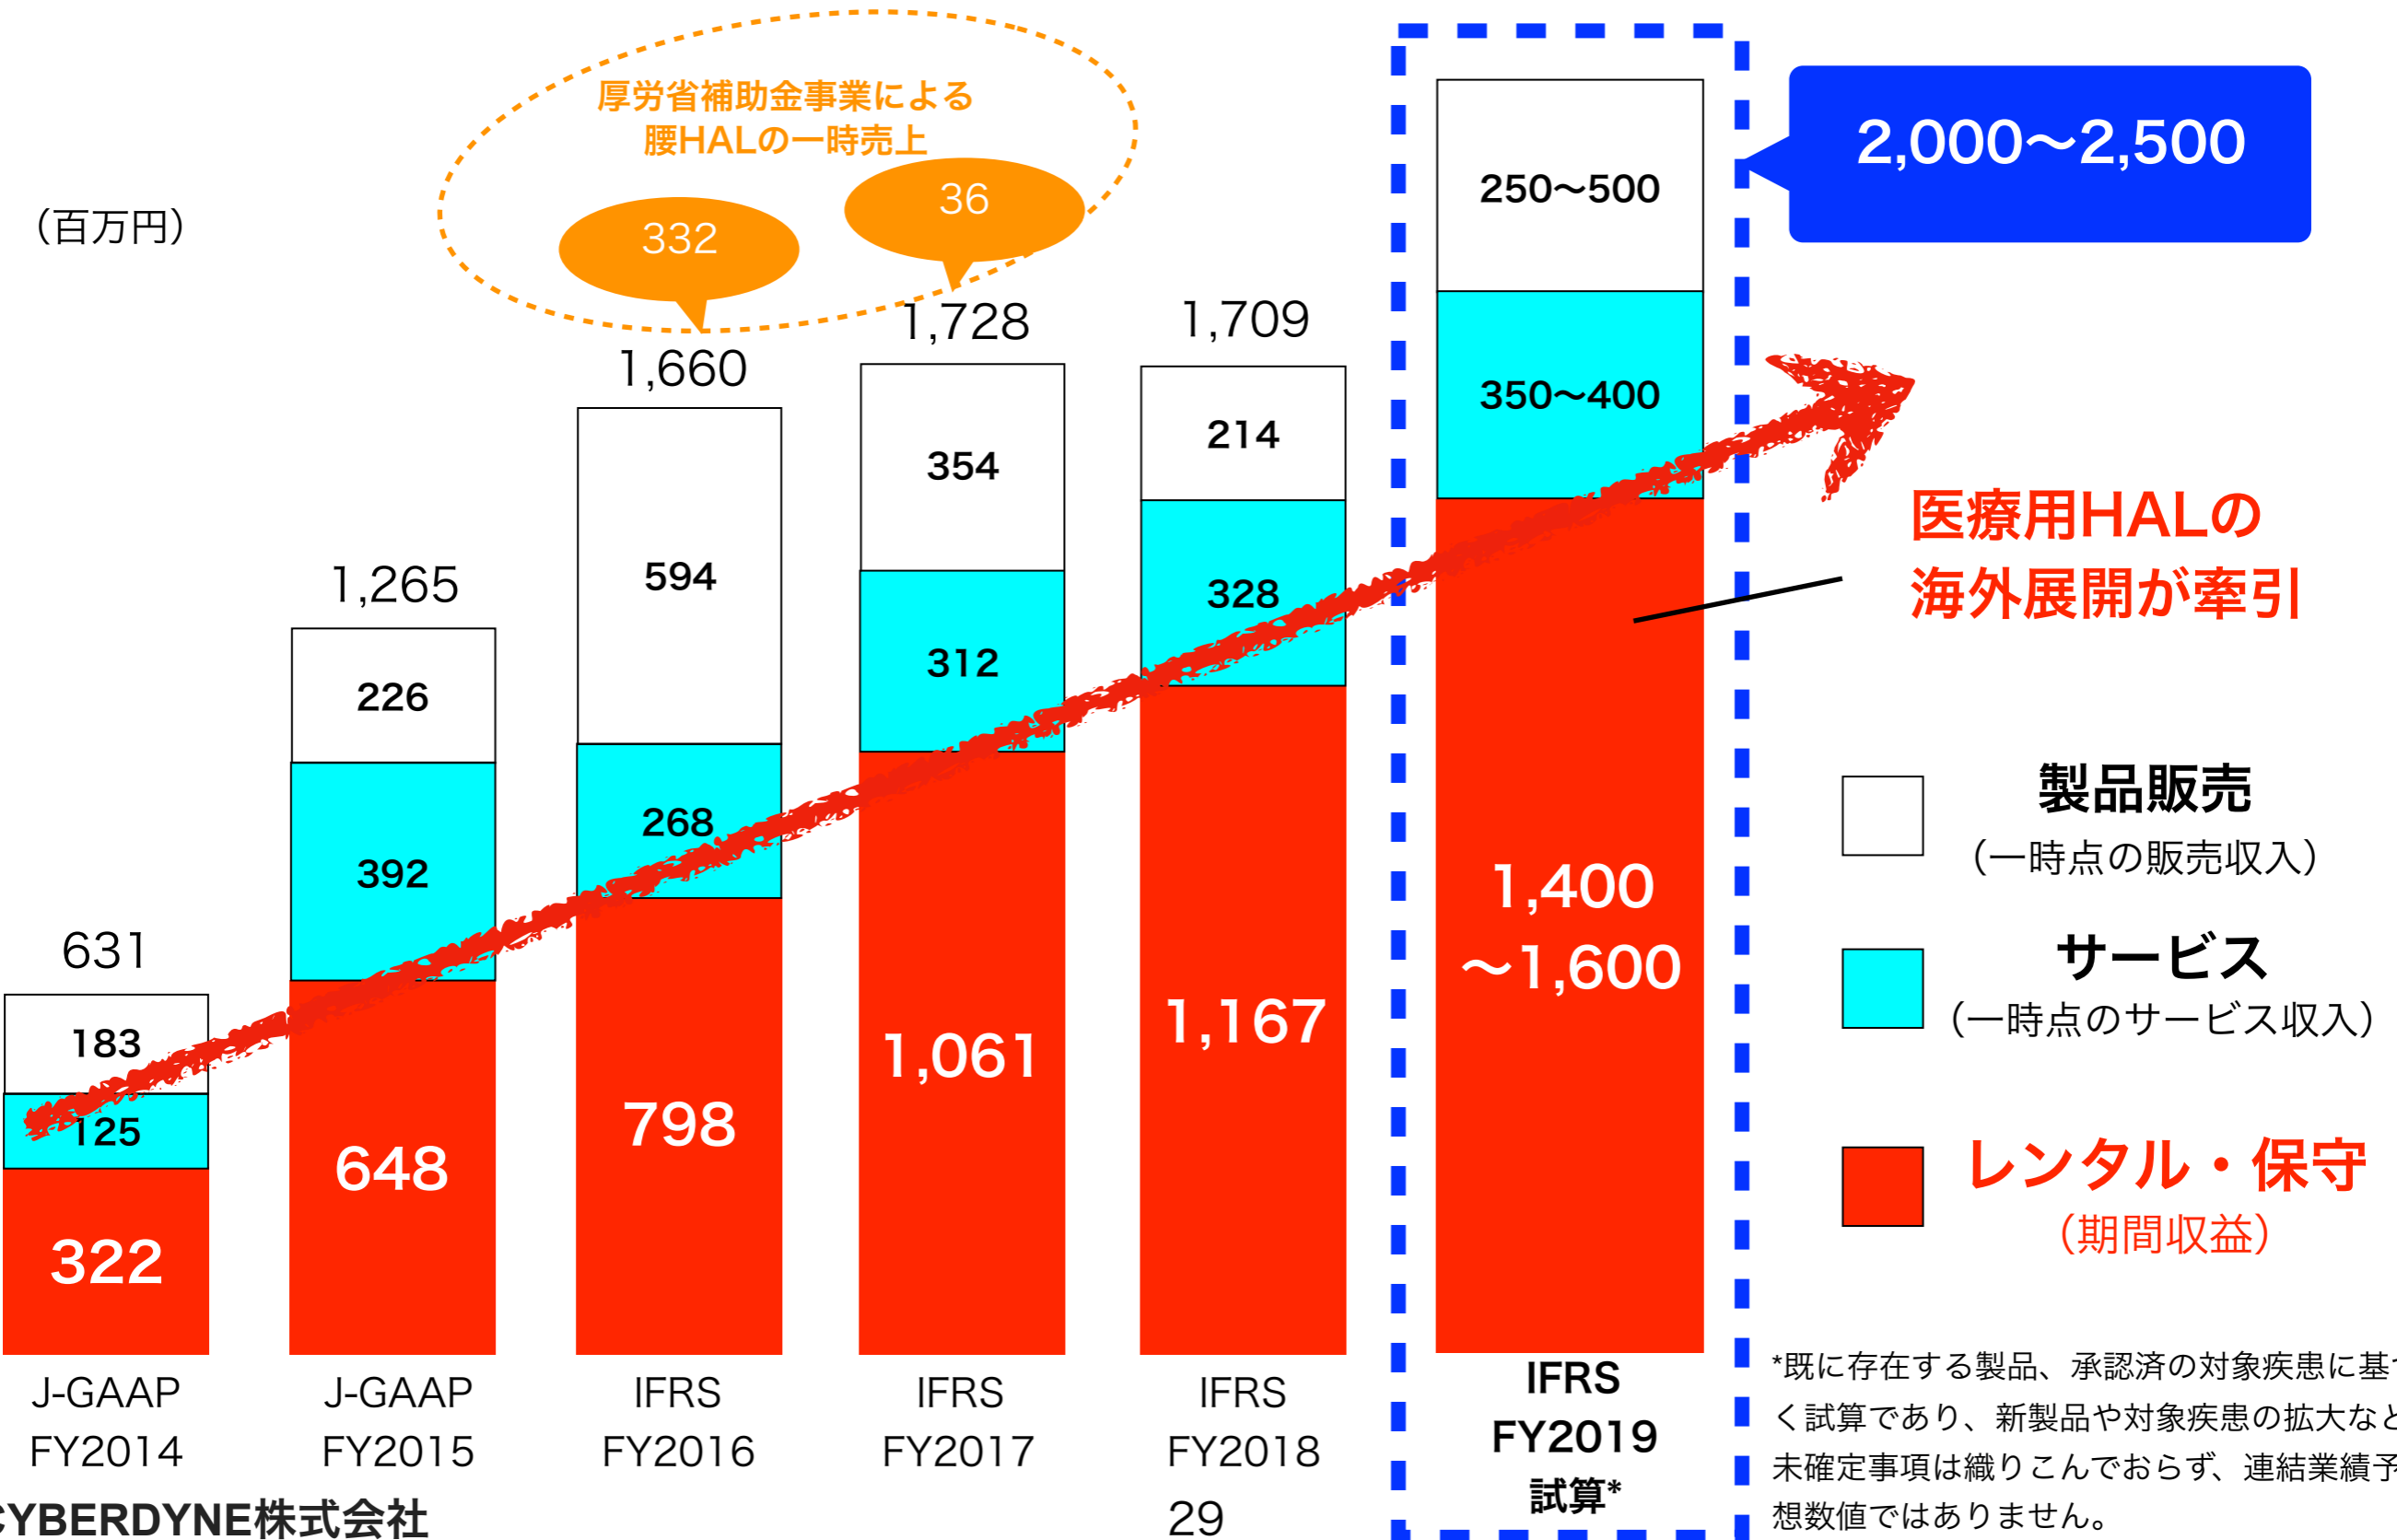 厚労省補助金事業による
腰HALの一時売上
332
36
（百万円）
2,000～2,500
631
183
125
322
J-GAAP
FY2014
1,265
226
392
648
J-GAAP
FY2015
1,660
594
268
798
IFRS
FY2016
1,728
354
312
1,061
IFRS
FY2017
1,709
214
328
1,167
IFRS
FY2018
250～500
350～400
1,400
～1,600
IFRS
FY2019
試算*
医療用HALの
海外展開が牽引
製品販売
（一時点の販売収入）
サービス
（一時点のサービス収入）
レンタル・保守
（期間収益）
*既に存在する製品、承認済の対象疾患に基づ
く試算であり、新製品や対象疾患の拡大など
未確定事項は織りこんでおらず、連結業績予
想数値ではありません。
CYBERDYNE株式会社
29